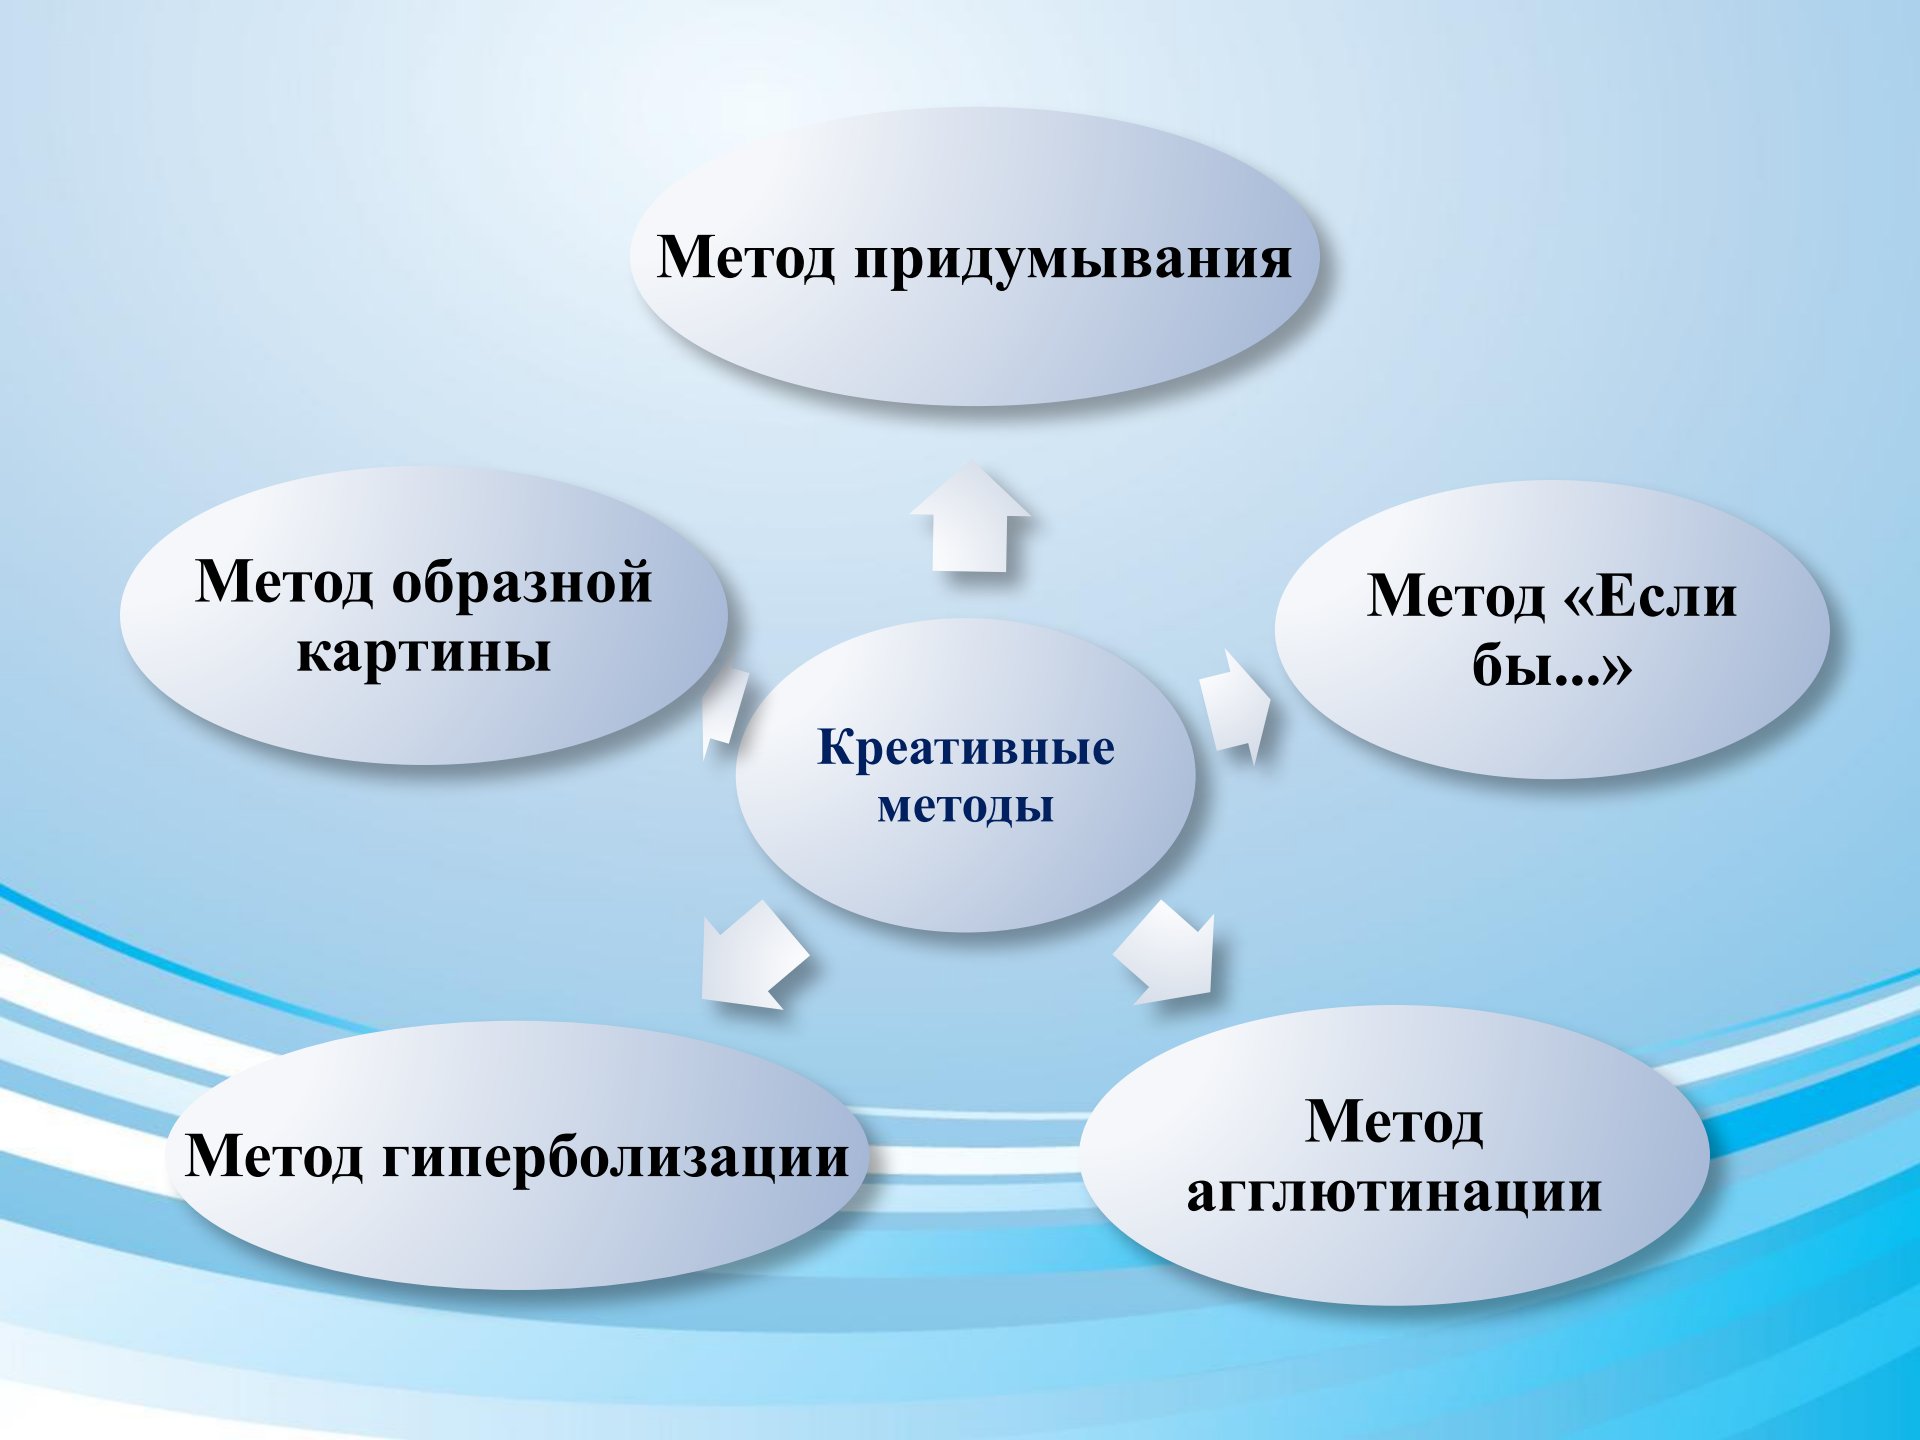 Метод придумывания
Метод образной
картины
Метод «Если
бы...»
Креативные
методы
Метод гиперболизации
Метод
агглютинации